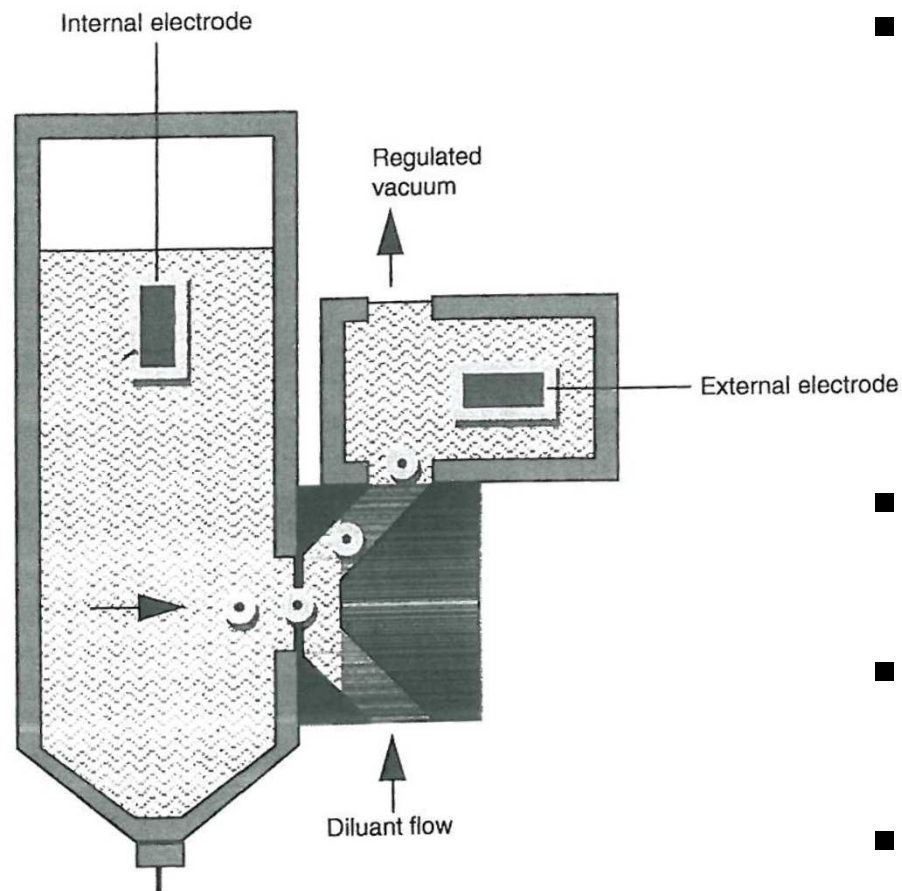 Internal electrode
Regulated
vacuum
External electrode
Diluant flow